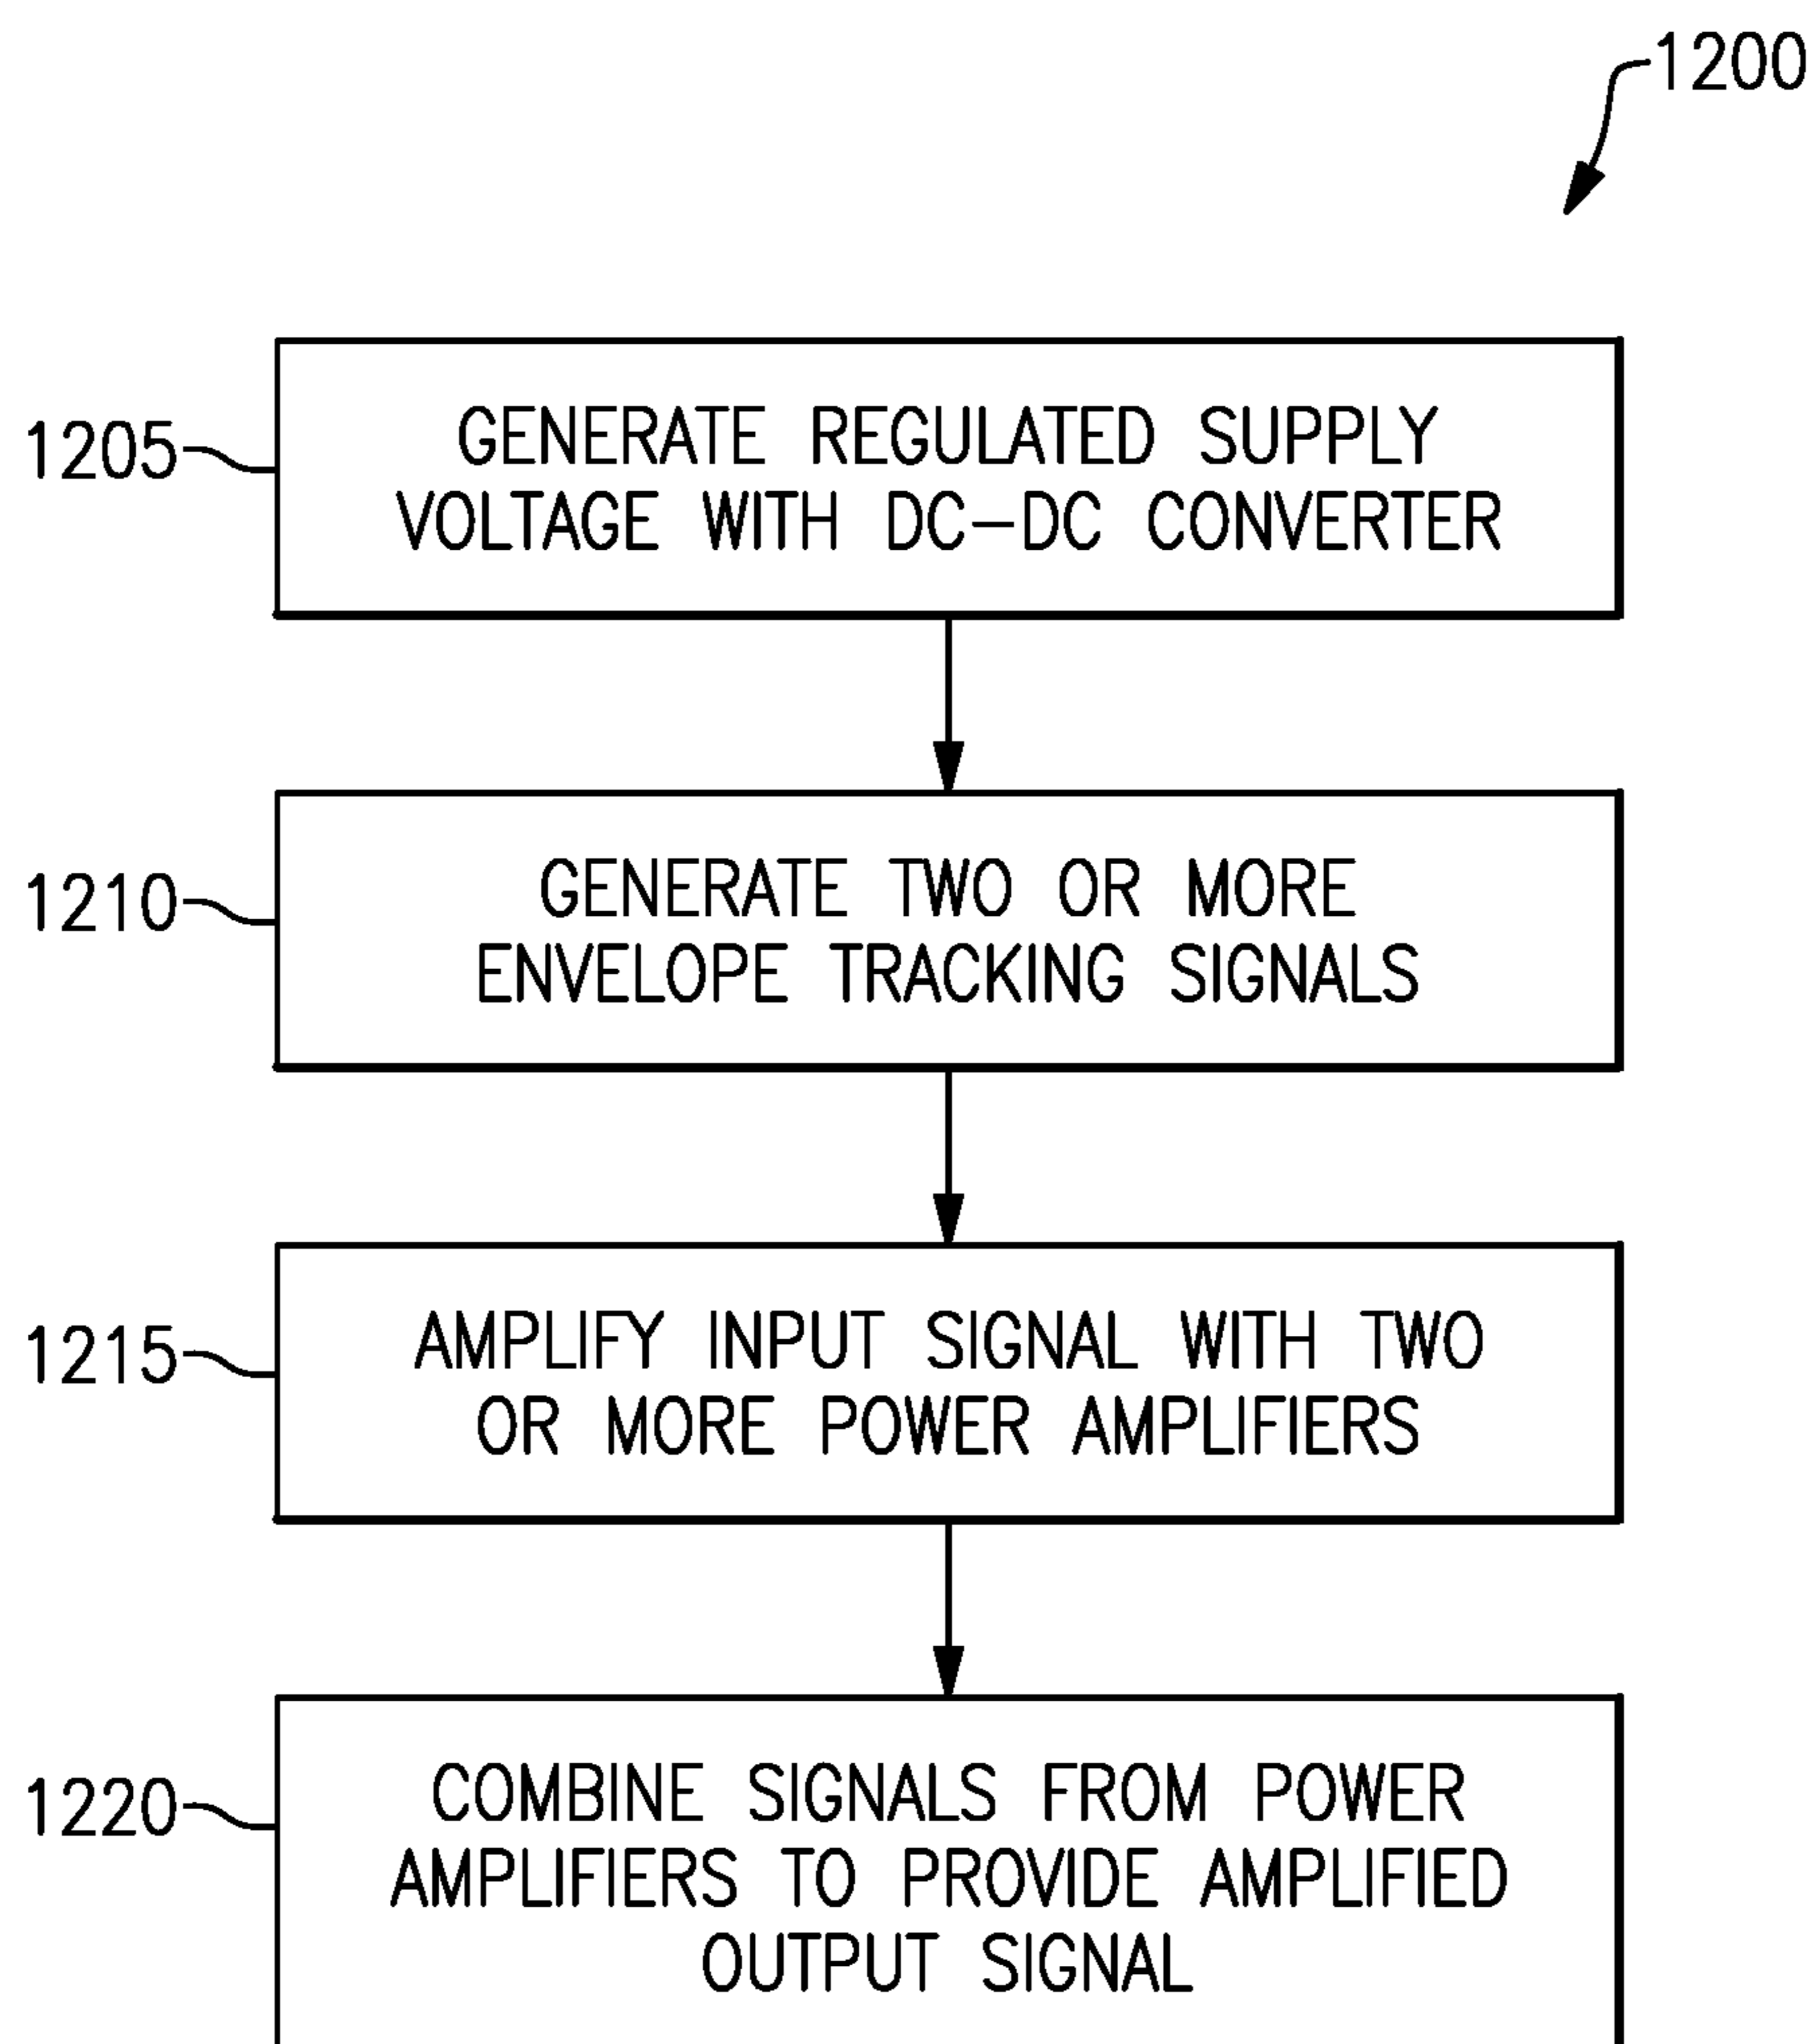 1200
1205
GENERATE REGULATED SUPPLY
VOLTAGE WITH DC–DC CONVERTER
1210
GENERATE TWO OR MORE
ENVELOPE TRACKING SIGNALS
1215
AMPLIFY INPUT SIGNAL WITH TWO
OR MORE POWER AMPLIFIERS
1220
COMBINE SIGNALS FROM POWER
AMPLIFIERS TO PROVIDE AMPLIFIED
OUTPUT SIGNAL